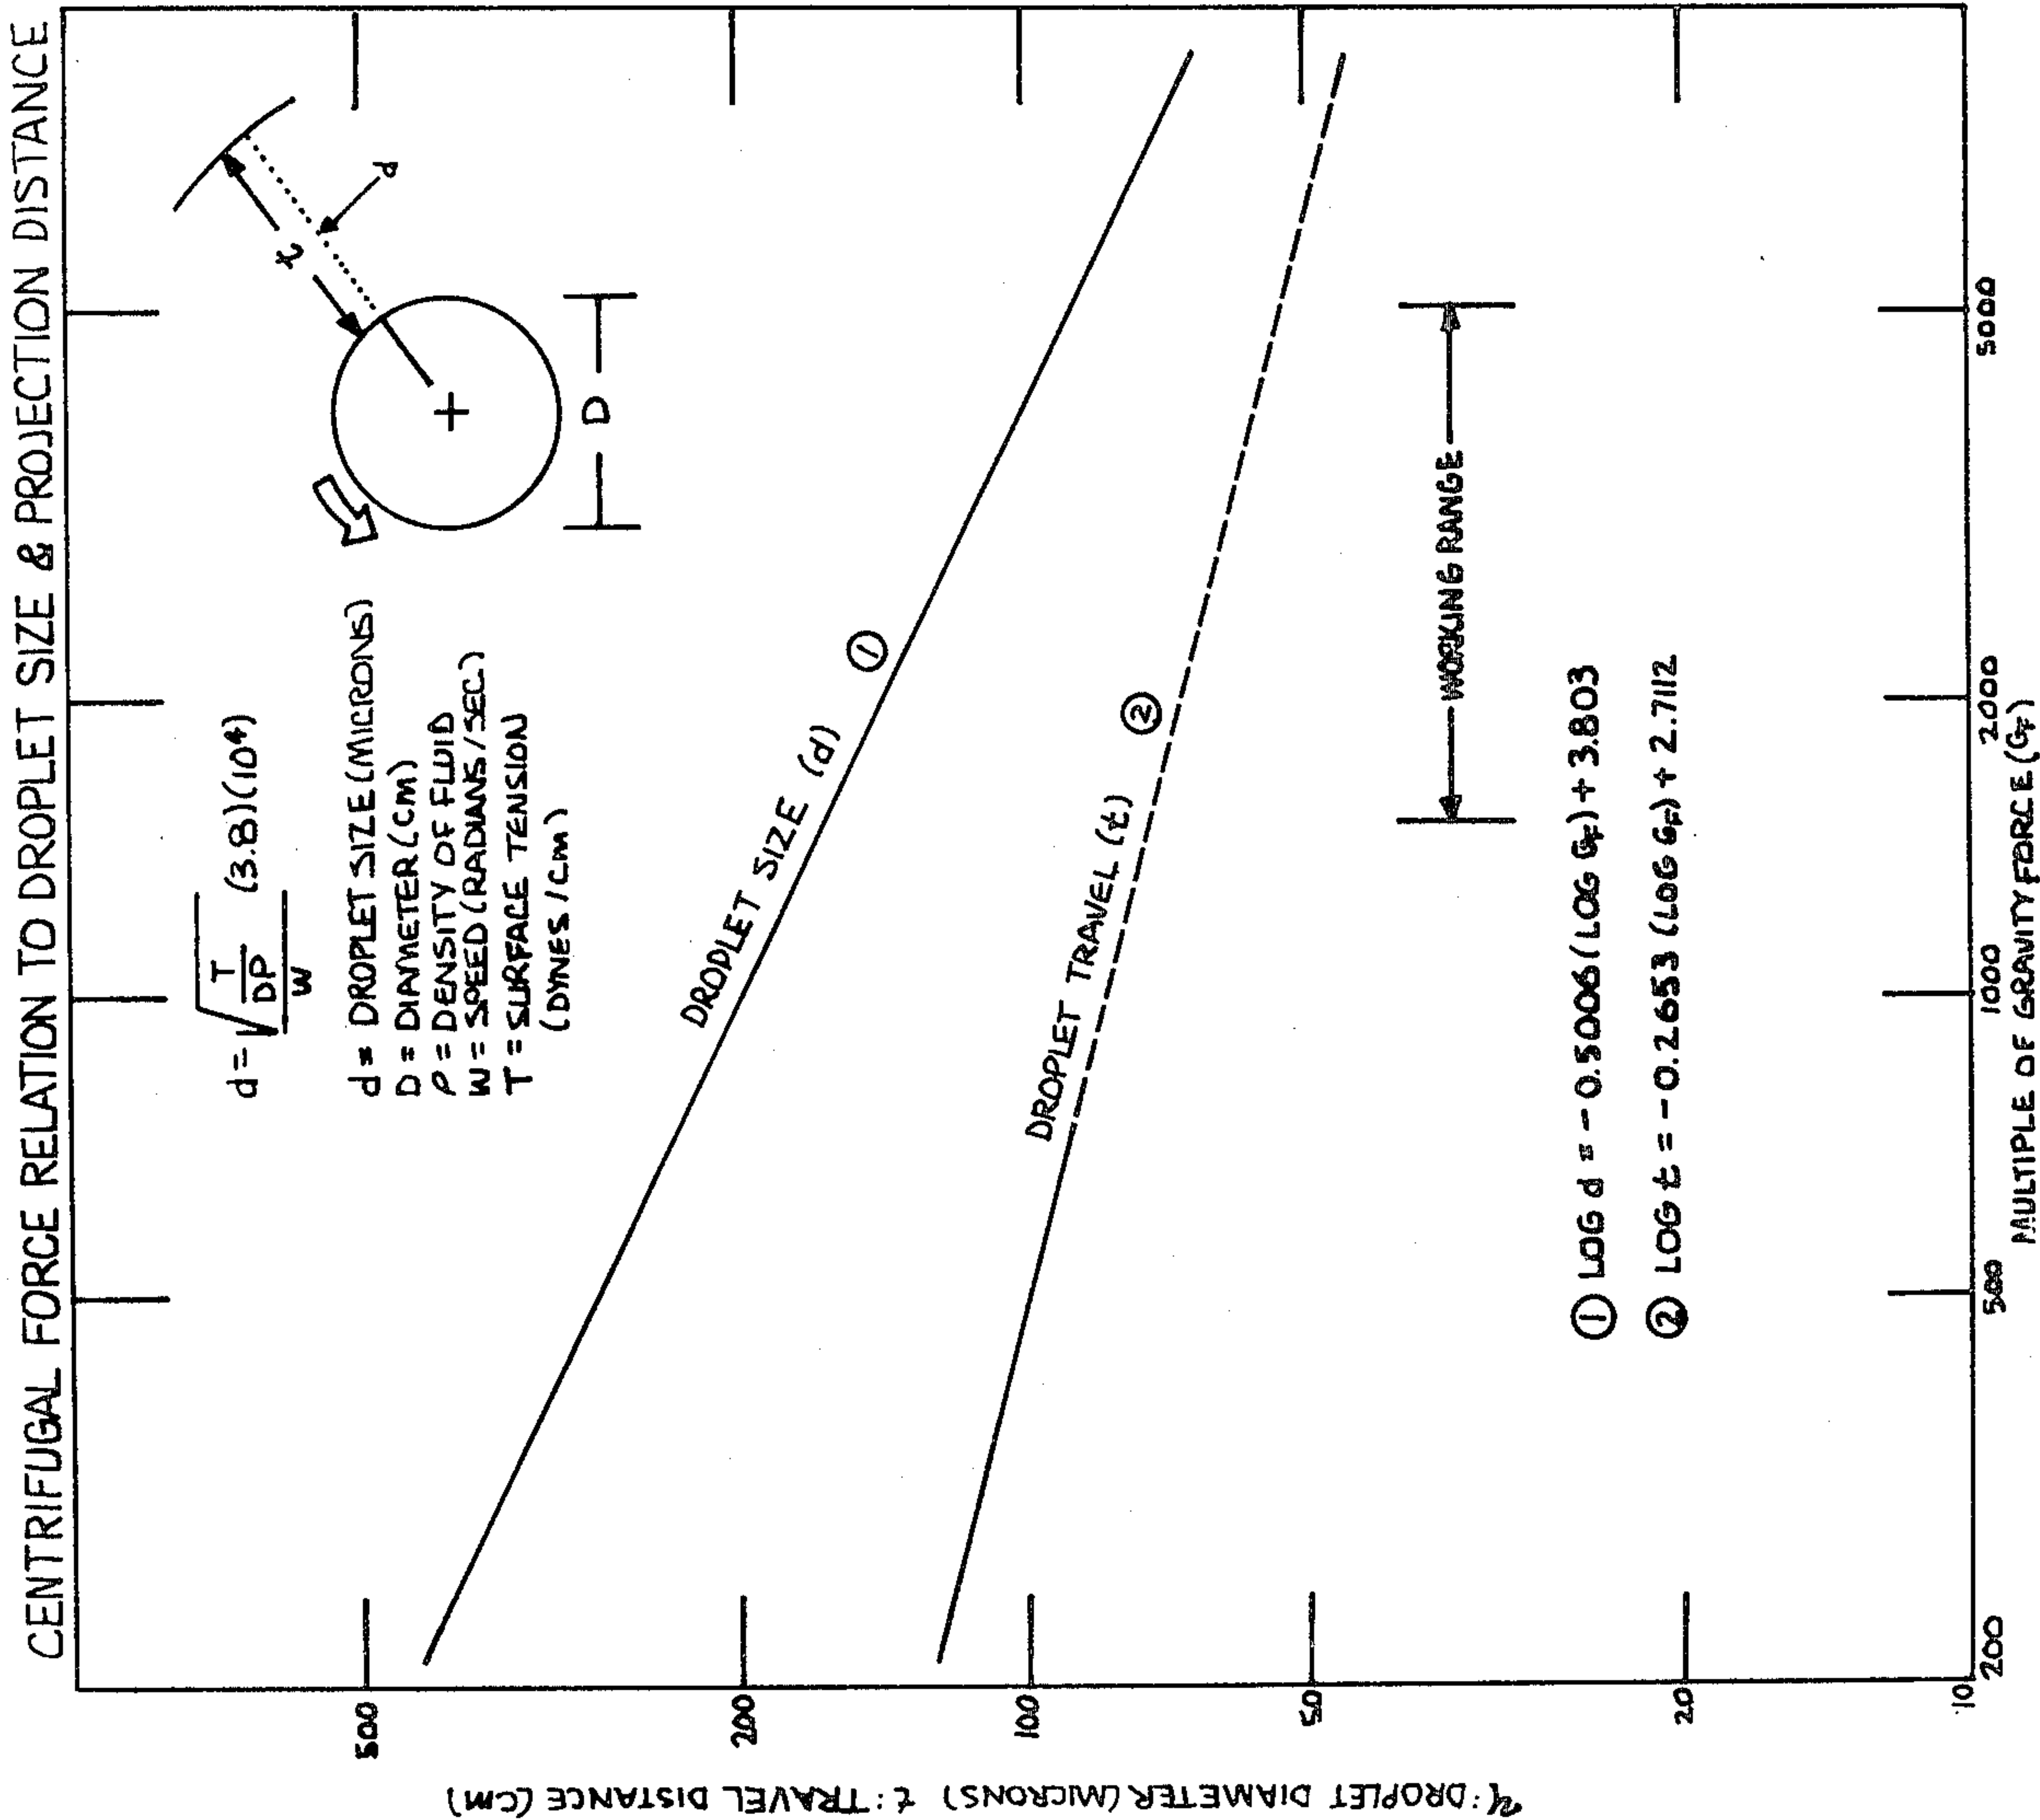 CENTRIFUGAL FORCE RELATION TO DROPLET SIZE & PROJECTION DISTANCE
d = √(T/DP)/W (3.8)(10⁴)
d = DROPLET SIZE (MICRONS)
D = DIAMETER (CM)
ρ = DENSITY OF FLUID
W = SPEED (RADIANS/SEC)
T = SURFACE TENSION
(DYNES/CM)
t
d
D
DROPLET SIZE (d)
①
DROPLET TRAVEL (t)
②
WORKING RANGE
① LOG d = -0.5006 (LOG GF) + 3.803
② LOG t = -0.2653 (LOG GF) + 2.7112
500
200
100
50
20
10
200
500
1000
2000
5000
MULTIPLE OF GRAVITY FORCE (GF)
: DROPLET DIAMETER (MICRONS) t: TRAVEL DISTANCE (CM)